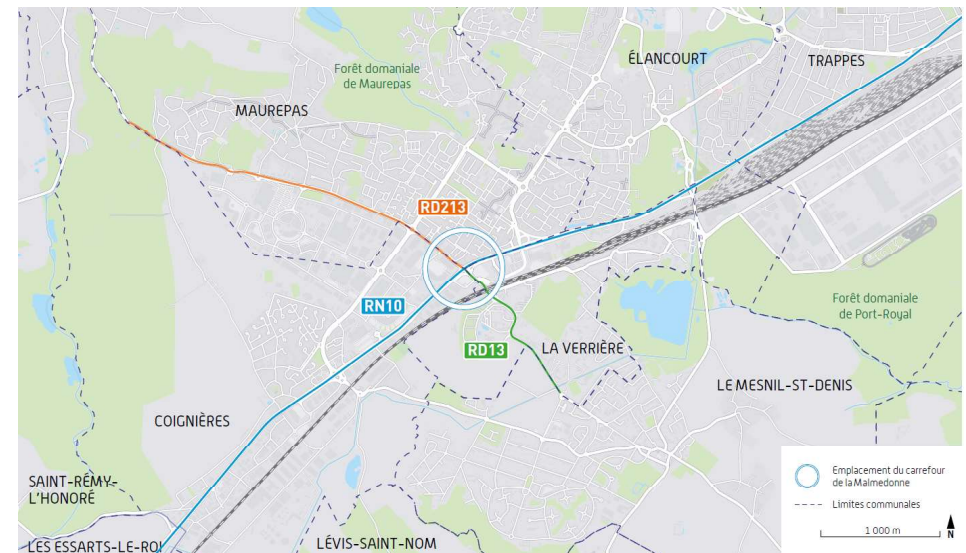 ÉLANCOURT
TRAPPES
Forêt domaniale
de Maurepas
MAUREPAS
RD213
RN10
Forêt domaniale
de Port-Royal
RD13
LA VERRIÈRE
LE MESNIL-ST-DENIS
COIGNIÈRES
SAINT-RÉMY-
L'HONORÉ
LES ESSARTS-LE-ROI
LÉVIS-SAINT-NOM
Emplacement du carrefour
de la Malmedonne
Limites communales
1 000 m
N